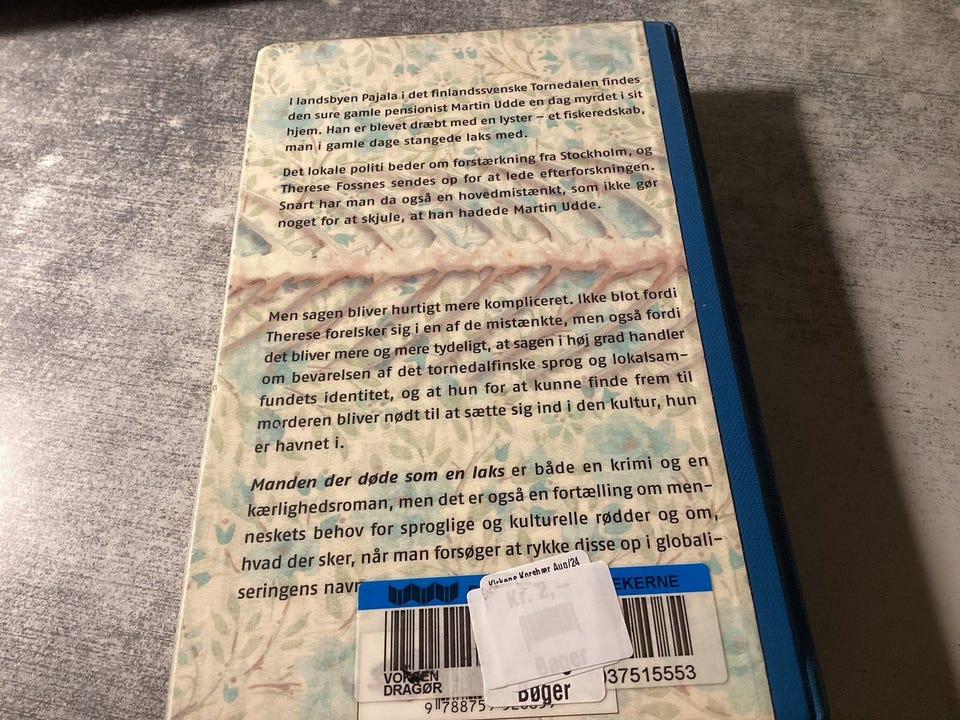 I landsbyen Pajala i det finlandssvenske Tornedalen findes
den sure gamle pensionist Martin Udde en dag myrdet i sit
hjem. Han er blevet dræbt med en lyster – et fiskeredskab,
man i gamle dage stangede laks med.
Det lokale politi beder om forstærkning fra Stockholm, og
Therese Fossnes sendes op for at lede efterforskningen.
Snart har man da også en hovedmistænkt, som ikke gør
noget for at skjule, at han hadede Martin Udde.
Men sagen bliver hurtigt mere kompliceret. Ikke blot fordi
Therese forelsker sig i en af de mistænkte, men også fordi
det bliver mere og mere tydeligt, at sagen i høj grad handler
om bevarelsen af det tornedalfinske sprog og lokalsam-
fundets identitet, og at hun for at kunne finde frem til
morderen bliver nødt til at sætte sig ind i den kultur, hun
er havnet i.
Manden der døde som en laks er både en krimi og en
kærlighedsroman, men det er også en fortælling om men-
neskets behov for sproglige og kulturelle rødder og om,
hvad der sker, når man forsøger at rykke disse op i globali-
seringens navn
Kirkens Korshær Aug/24
EKERNE
Kr. 2,-
Bøger
037515553
VOKSEN
DRAGØR
Bøger